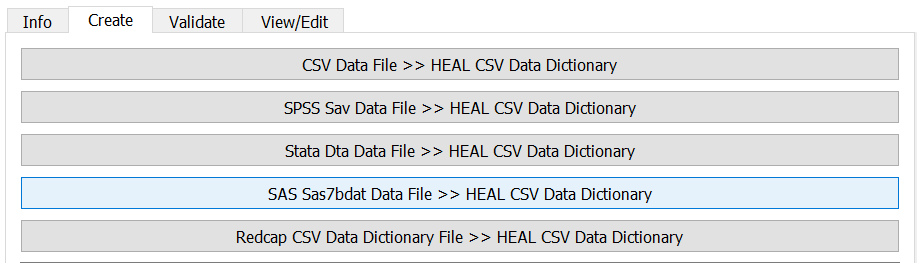 Info Create Validate View/Edit
CSV Data File >> HEAL CSV Data Dictionary
SPSS Sav Data File >> HEAL CSV Data Dictionary
Stata Dta Data File >> HEAL CSV Data Dictionary
SAS Sas7bdat Data File >> HEAL CSV Data Dictionary
Redcap CSV Data Dictionary File >> HEAL CSV Data Dictionary